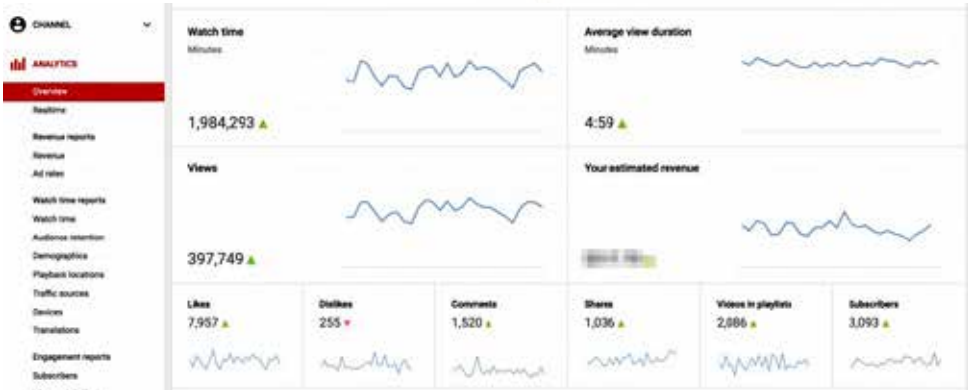 CHANNEL
ANALYTICS
Overview
Realtime
Revenue reports
Revenue
Ad rates
Watch time reports
Watch time
Audience retention
Demographics
Playback locations
Traffic sources
Devices
Translations
Engagement reports
Subscribers
Watch time
Minutes
1,984,293
Average view duration
Minutes
4:59
Views
397,749
Your estimated revenue
Likes
7,957
Dislikes
255
Comments
1,520
Shares
1,036
Videos in playlists
2,086
Subscribers
3,093